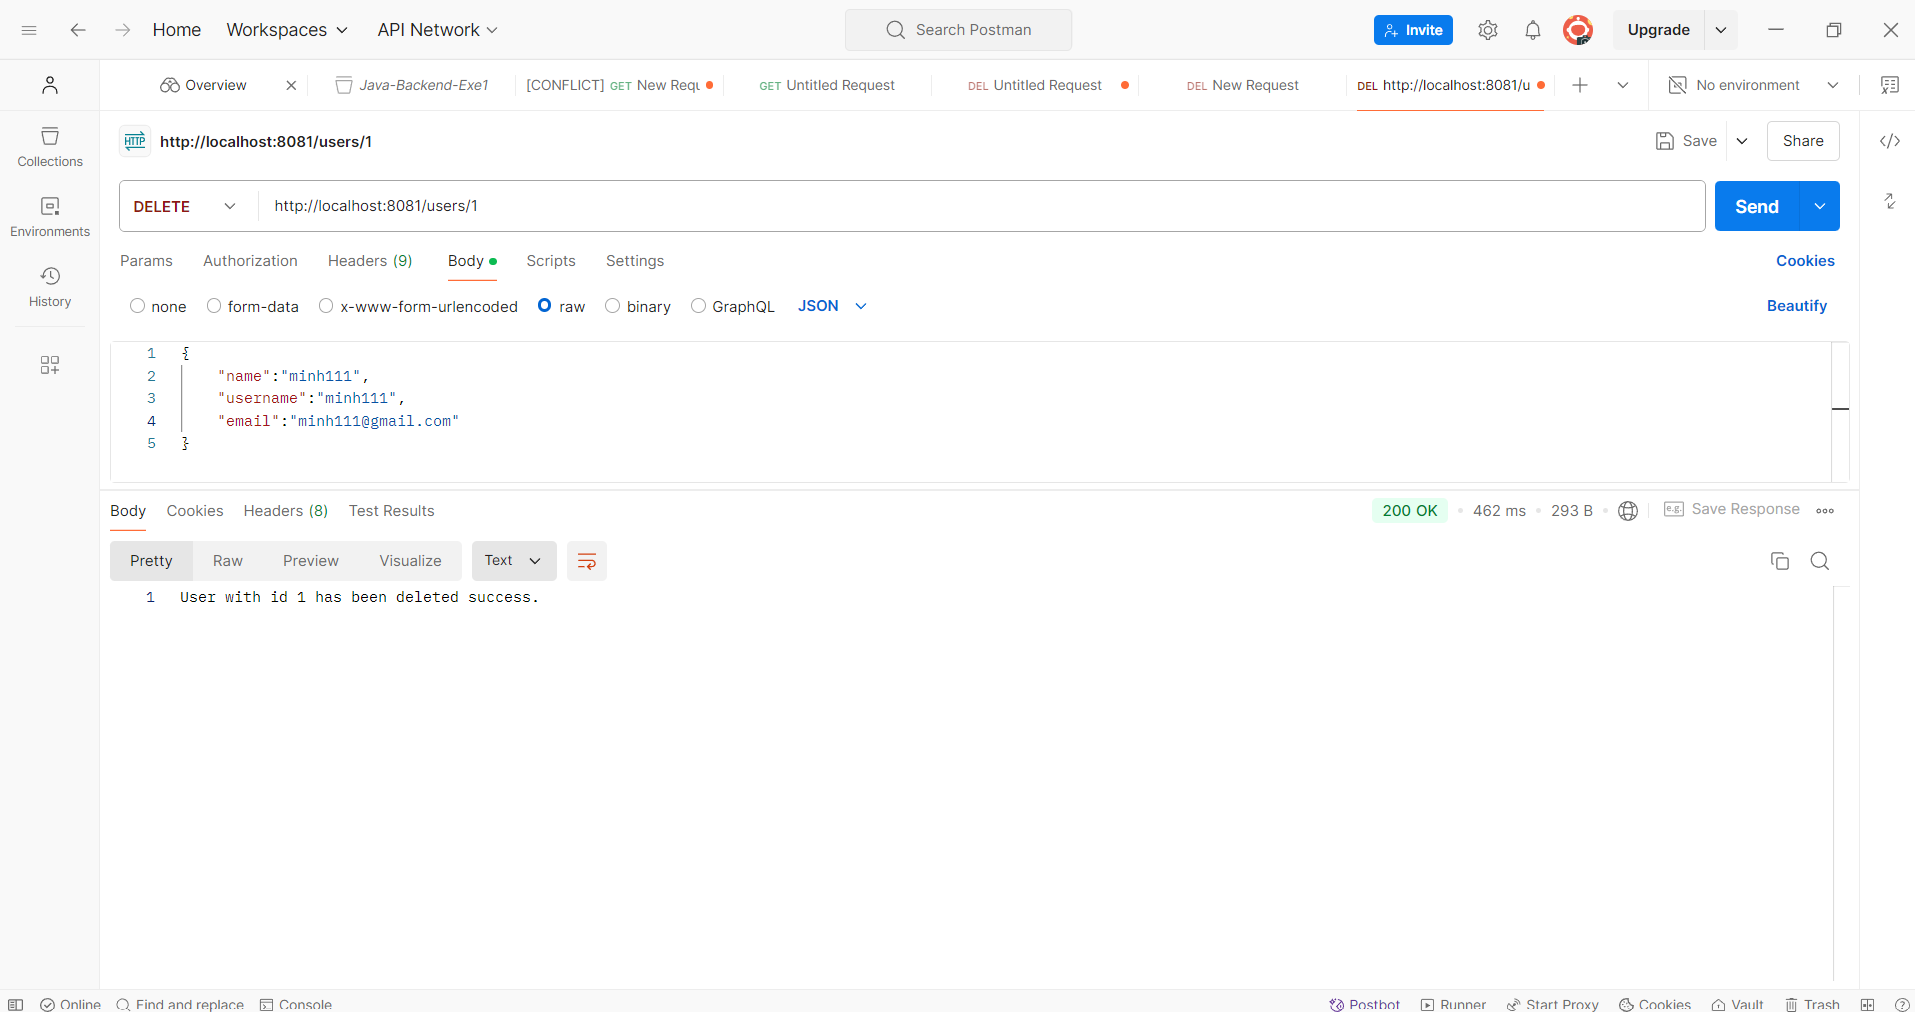 Home Workspaces API Network Search Postman Invite Upgrade
Overview Java-Backend-Exe1 [CONFLICT] GET New Requ GET Untitled Request DEL Untitled Request DEL New Request DEL http://localhost:8081/u No environment
HTTP http://localhost:8081/users/1 Save Share
Collections
Environments
History
DELETE http://localhost:8081/users/1 Send
Params Authorization Headers (9) Body Scripts Settings Cookies
none form-data x-www-form-urlencoded raw binary GraphQL JSON Beautify
1 {
2 "name":"minh111",
3 "username":"minh111",
4 "email":"minh111@gmail.com"
5 }
Body Cookies Headers (8) Test Results 200 OK 462 ms 293 B e.g. Save Response
Pretty Raw Preview Visualize Text
1 User with id 1 has been deleted success.
Online Find and replace Console Postbot Runner Start Proxy Cookies Vault Trash